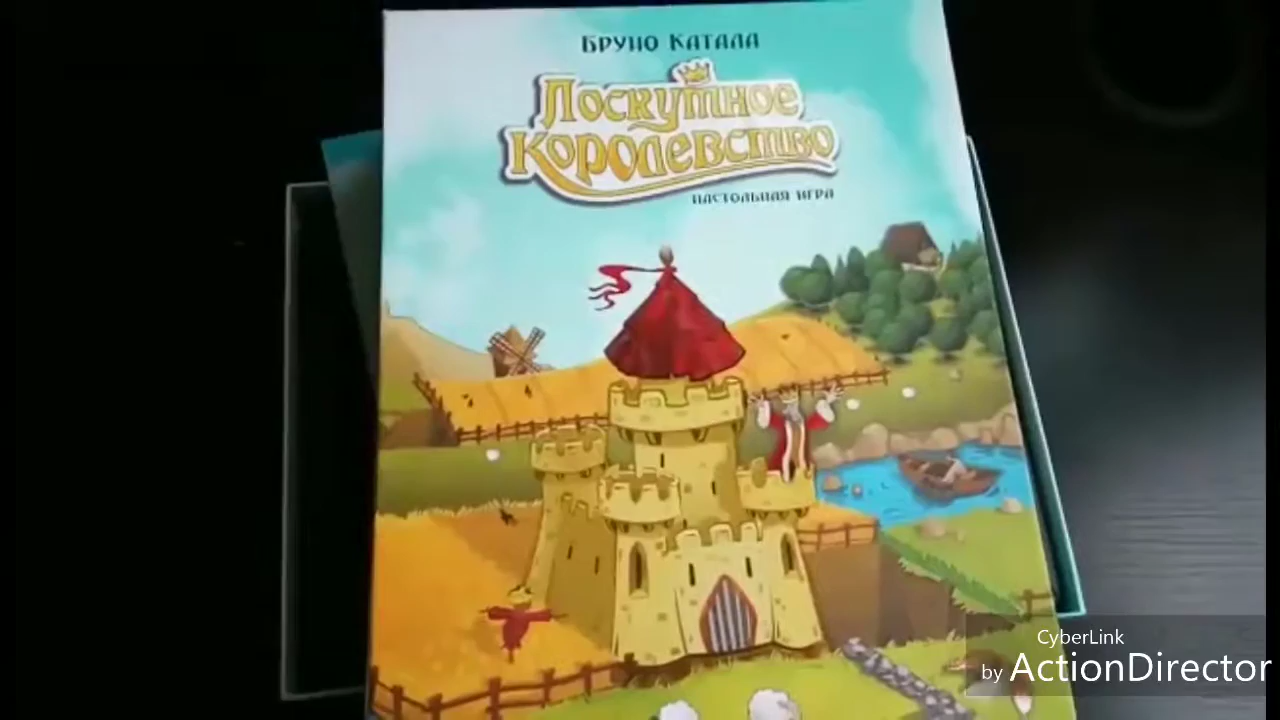 Бруно Катала
Лоскутное
Королевство
настольная игра
CyberLink
by ActionDirector